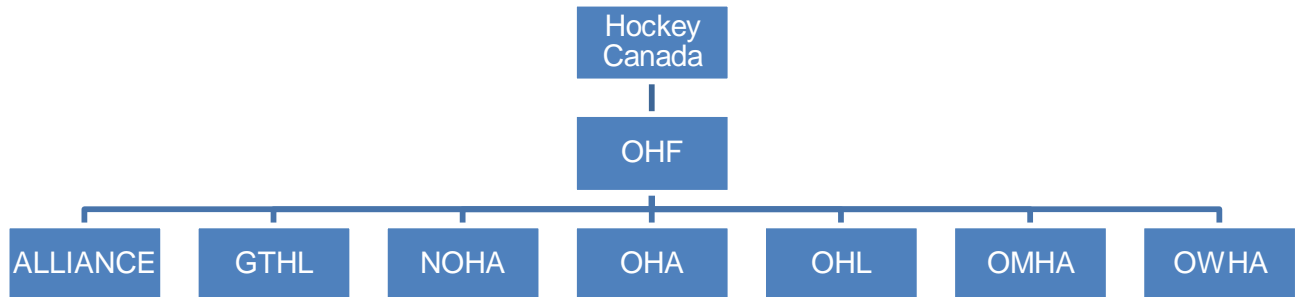 Hockey
Canada
OHF
ALLIANCE
GTHL
NOHA
OHA
OHL
OMHA
OWHA